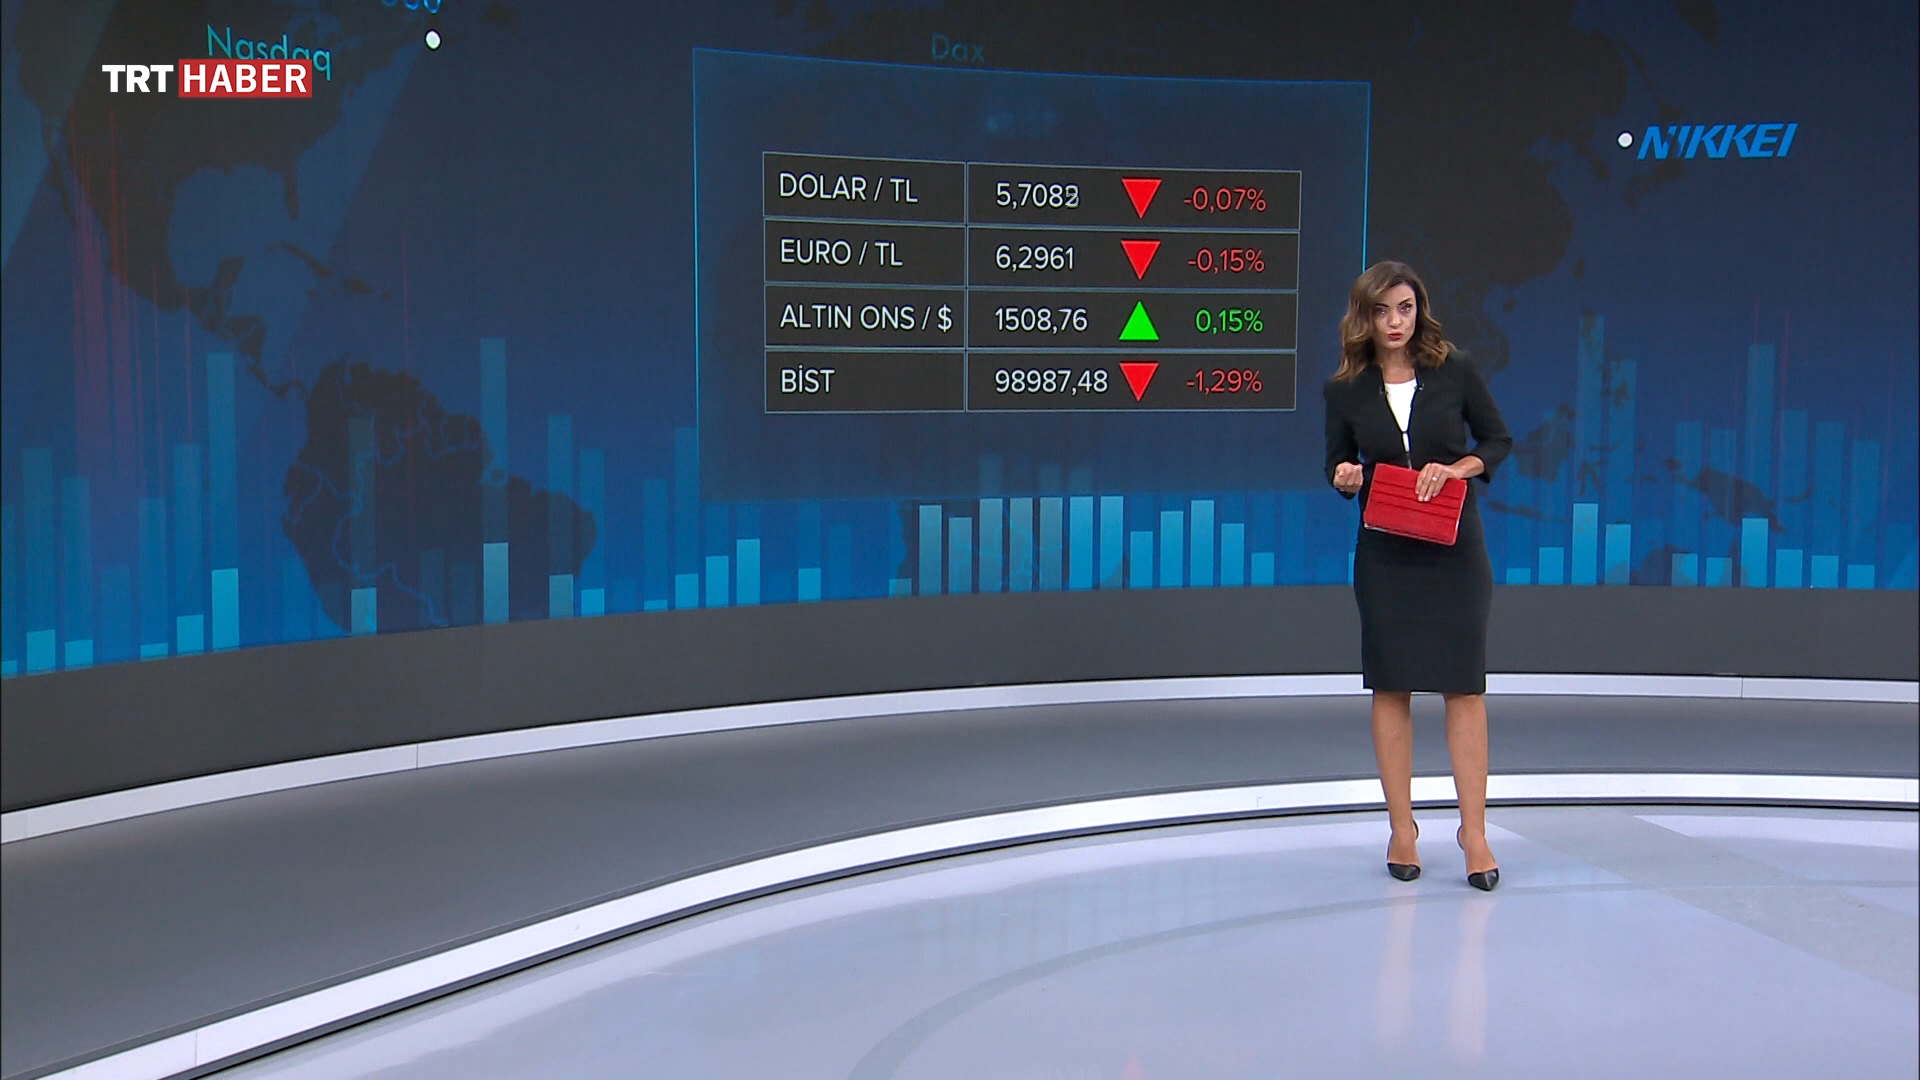 Nasdaq
TRT HABER
Dax
NIKKEI
DOLAR / TL 5,708 -0,07%
EURO / TL 6,2961 -0,15%
ALTIN ONS / $ 1508,76 0,15%
BİST 98987,48 -1,29%